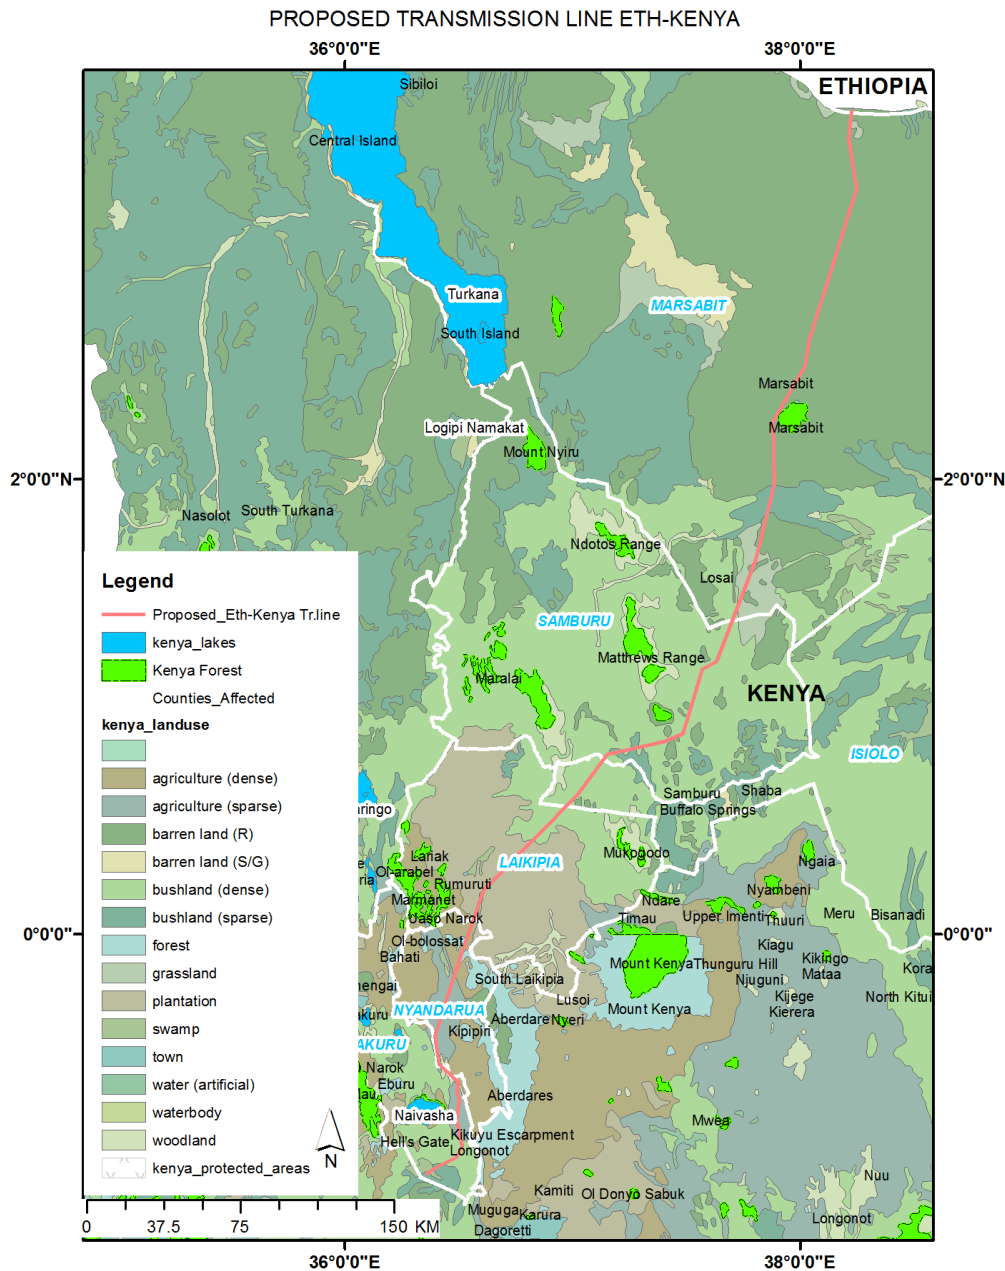 PROPOSED TRANSMISSION LINE ETH-KENYA
36°0'0"E
38°0'0"E
Sibiloi
ETHIOPIA
Central Island
Turkana
MARSABIT
South Island
Marsabit
Logipi Namakat
Marsabit
Mount Nyiru
2°0'0"N
2°0'0"N
Nasolot
South Turkana
Ndotos Range
Losai
SAMBURU
Matthews Range
Maralai
KENYA
ISIOLO
Samburu
Shaba
Buffalo Springs
aringo
Mukogodo
Lariak
LAIKIPIA
Ngaia
Ol-arabel
Rumuruti
Nyambeni
Marmanet
Ndare
Uaso Narok
Timau
Upper Imenti
Thuuri
Meru
Bisanadi
0°0'0"
0°0'0"
Ol-bolossat
Bahati
Kiagu
Kikingo
Mount Kenya
Thunguru Hill
Mataa
Kora
South Laikipia
Njuguni
nengai
Lusoi
Kijege
North Kitui
NYANDARUA
Mount Kenya
Kierera
akuru
Aberdare
Nyeri
Kipipiri
AKURU
Narok
Eburu
Aberdares
Naivasha
Mwea
Hell's Gate
Kikuyu Escarpment
Longonot
Nuu
Kamiti
Ol Donyo Sabuk
Muguga
Karura
Longonot
Dagoretti
Legend
Proposed_Eth-Kenya Tr.line
kenya_lakes
Kenya Forest
Counties_Affected
kenya_landuse
agriculture (dense)
agriculture (sparse)
barren land (R)
barren land (S/G)
bushland (dense)
bushland (sparse)
forest
grassland
plantation
swamp
town
water (artificial)
waterbody
woodland
kenya_protected_areas
N
0 37.5 75 150 KM
36°0'0"E
38°0'0"E